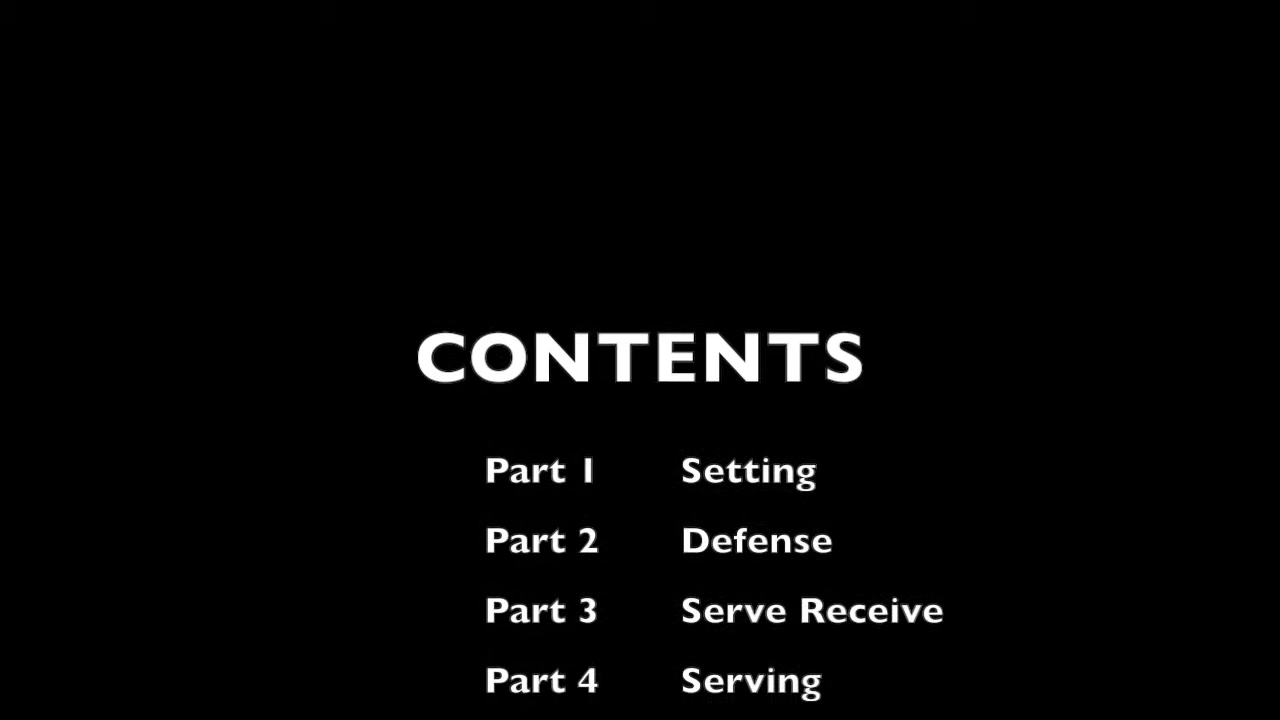 CONTENTS
Part 1 Setting
Part 2 Defense
Part 3 Serve Receive
Part 4 Serving